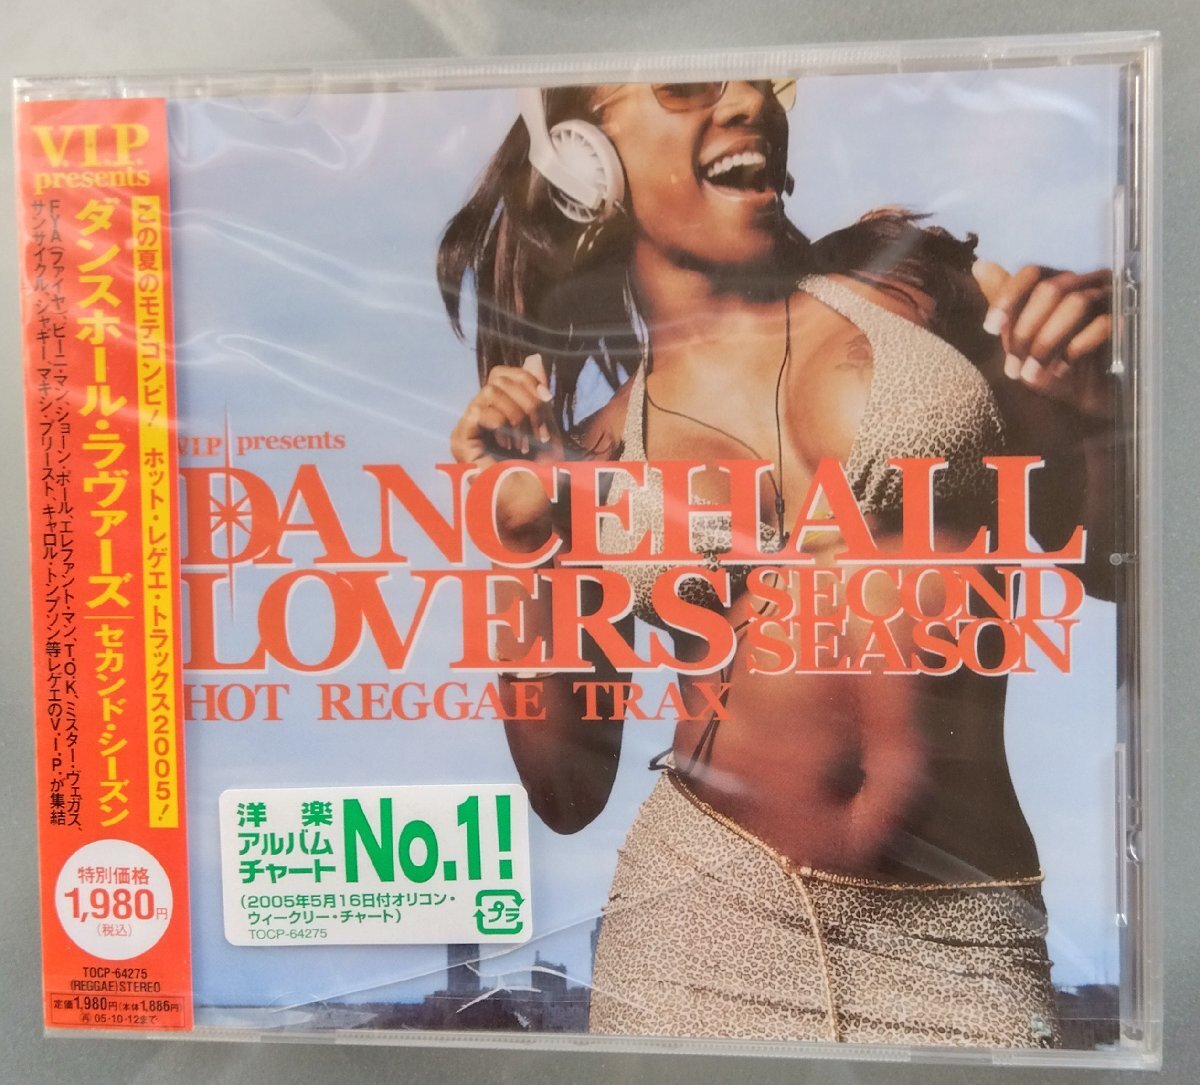 V.I.P.
presents
この夏のモテコンピ! ホット・レゲエ・トラックス2005!
ダンスホール・ラヴァーズ|セカンド・シーズン
FYA(ファイヤ)、ビーニ・マン、ショーン・ポール、エレファント・マン、T.O.K、ミスター・ヴェガス、
サンサイクル、シャギー、マキシ・プリースト、キャロル・トンプソン等レゲエのV.I.P.が集結
特別価格
1,980円
(税込)
TOCP-64275
(REGGAE)STEREO
定価1,980円(本体1,886円)
再05・10・12まで
V.I.P. presents
DANCEHALL
LOVERS SECOND
SEASON
HOT REGGAE TRAX
洋楽
アルバム
チャート No.1!
(2005年5月16日付オリコン・
ウィークリー・チャート)
TOCP-64275
プラ